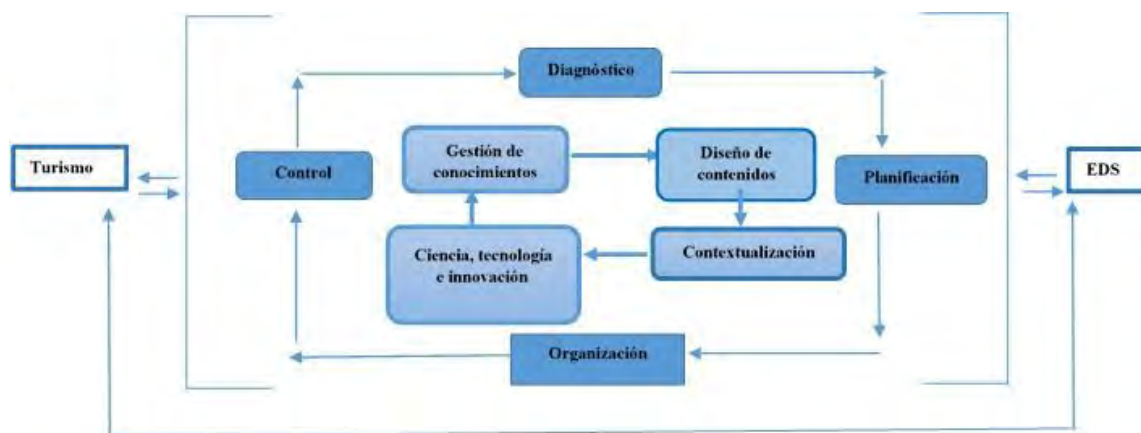 Diagnóstico
Gestión de
conocimientos
Diseño de
contenidos
Turismo
Control
Planificación
EDS
Ciencia, tecnología
e innovación
Contextualización
Organización